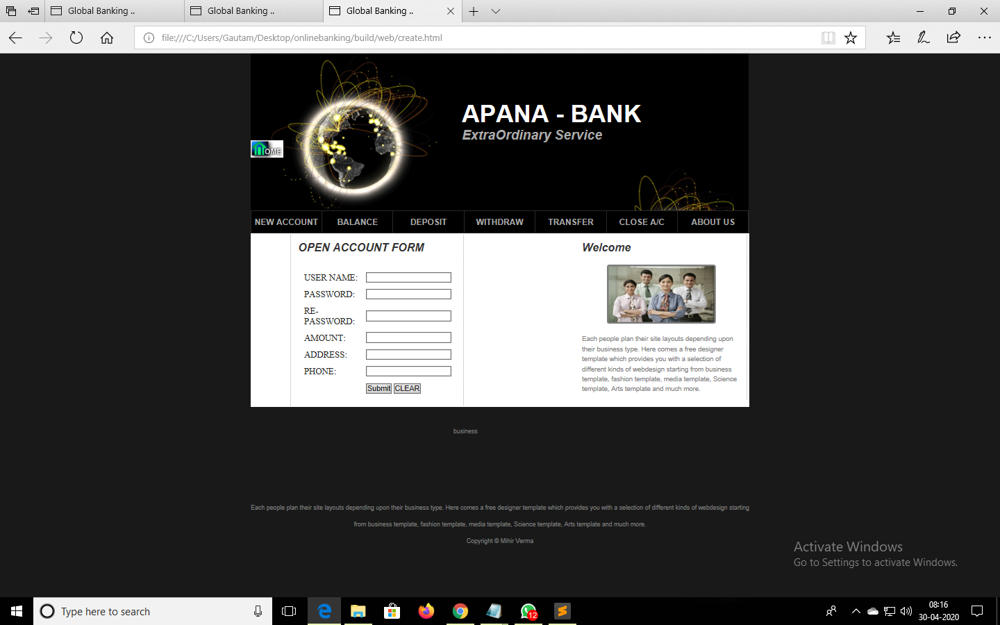 Global Banking ..
Global Banking ..
Global Banking ..
file:///C:/Users/Gautam/Desktop/onlinebanking/build/web/create.html
APANA - BANK
ExtraOrdinary Service
HOME
NEW ACCOUNT BALANCE DEPOSIT WITHDRAW TRANSFER CLOSE A/C ABOUT US
OPEN ACCOUNT FORM
USER NAME:
PASSWORD:
RE-
PASSWORD:
AMOUNT:
ADDRESS:
PHONE:
Submit CLEAR
Welcome
Each people plan their site layouts depending upon
their business type. Here comes a free designer
template which provides you with a selection of
different kinds of webdesign starting from business
template, fashion template, media template, Science
template, Arts template and much more.
business
Each people plan their site layouts depending upon their business type. Here comes a free designer template which provides you with a selection of different kinds of webdesign starting
from business template, fashion template, media template, Science template, Arts template and much more.
Copyright © Mihir Verma
Activate Windows
Go to Settings to activate Windows.
Type here to search
12
08:16
30-04-2020